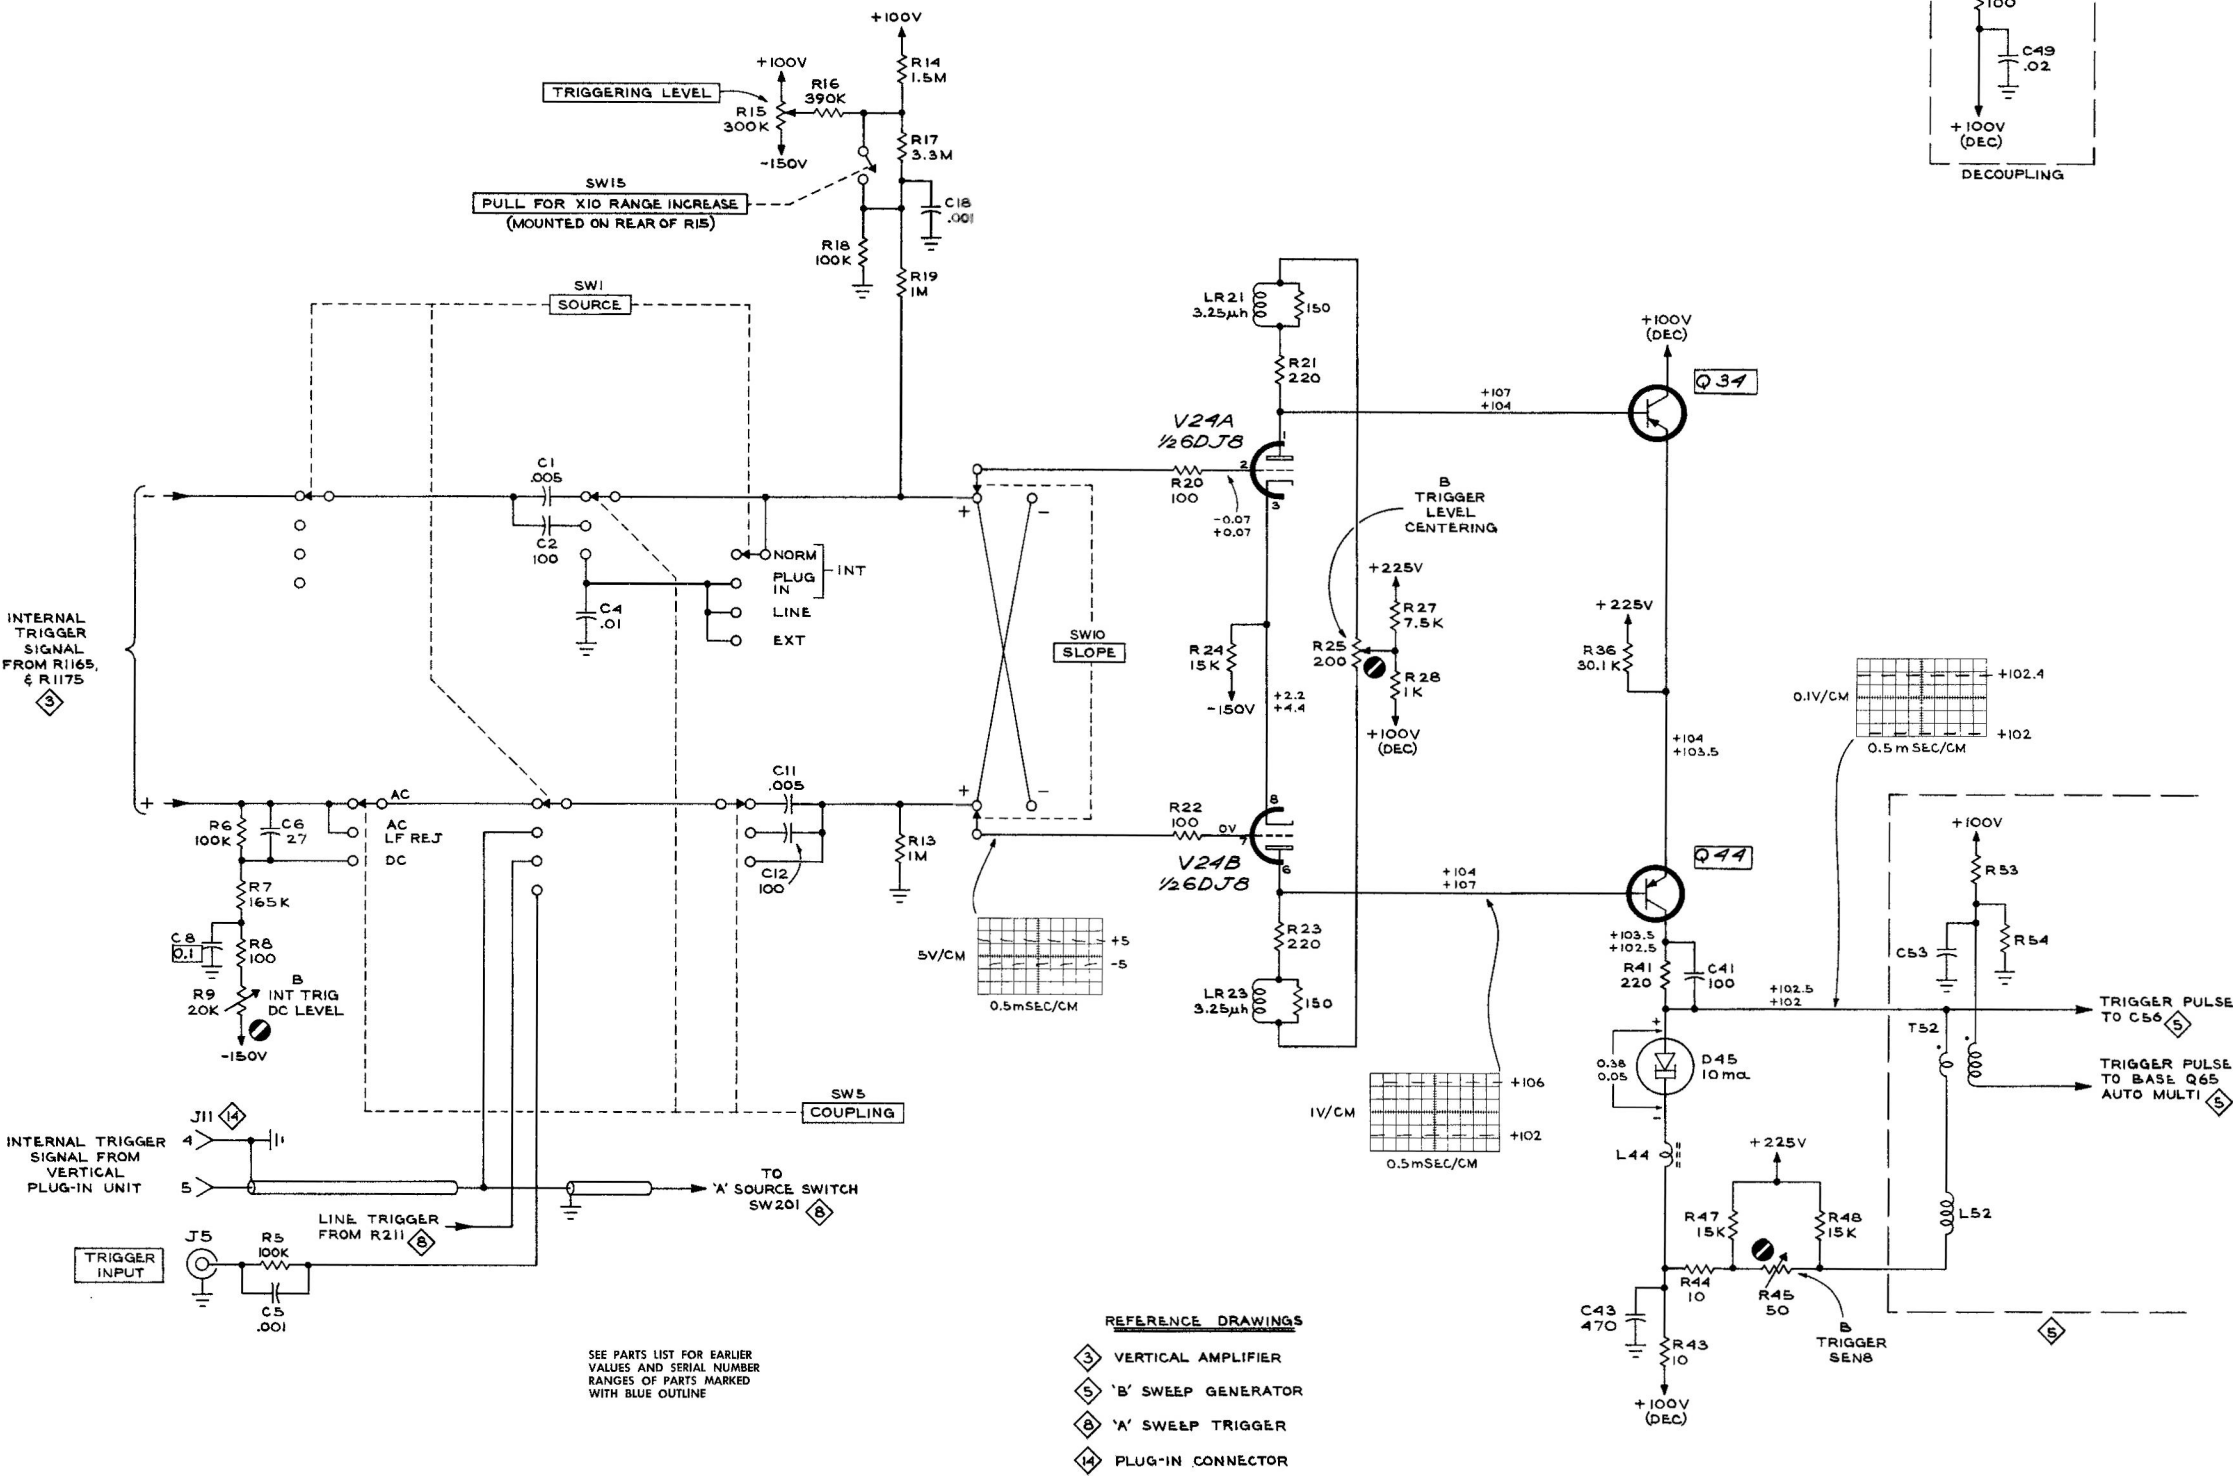 +100V
R14
1.5M
+100V
TRIGGERING LEVEL
R16
390K
R15
300K
-150V
R17
3.3M
SW15
PULL FOR X10 RANGE INCREASE
(MOUNTED ON REAR OF R15)
C18
.001
R18
100K
R19
1M
100
C49
.02
+100V
(DEC)
DECOUPLING
SW1
SOURCE
LR21
3.25µh
150
R21
220
+100V
(DEC)
Q34
+107
+104
V24A
½6DJ8
1
2
3
R20
100
-0.07
+0.07
-
C1
.005
C2
100
+
-
NORM
PLUG
IN
INT
LINE
EXT
C4
.01
B
TRIGGER
LEVEL
CENTERING
+225V
R27
7.5K
R25
200
R28
1K
+100V
(DEC)
R24
15K
-150V
+2.2
+4.4
SW10
SLOPE
+225V
R36
30.1K
+104
+103.5
0.1V/CM
+102.4
+102
0.5mSEC/CM
INTERNAL
TRIGGER
SIGNAL
FROM R1165,
& R1175
3
+
AC
AC
LF REJ
DC
R6
100K
C6
27
R7
165K
C8
0.1
R8
100
R9
20K
B
INT TRIG
DC LEVEL
-150V
C11
.005
C12
100
R13
1M
+
-
R22
100
0V
8
7
6
V24B
½6DJ8
+104
+107
Q44
R23
220
LR23
3.25µh
150
5V/CM
+5
-5
0.5mSEC/CM
1V/CM
+106
+102
0.5mSEC/CM
+103.5
+102.5
R41
220
C41
100
+102.5
+102
+
0.38
0.05
-
D45
10ma
L44
+100V
R53
C53
R54
T52
TRIGGER PULSE
TO C56
5
TRIGGER PULSE
TO BASE Q65
AUTO MULTI
5
L52
+225V
R47
15K
R48
15K
R44
10
R45
50
B
TRIGGER
SENS
C43
470
R43
10
+100V
(DEC)
5
SW5
COUPLING
J11
14
INTERNAL TRIGGER
SIGNAL FROM
VERTICAL
PLUG-IN UNIT
4
5
TO
'A' SOURCE SWITCH
SW201
8
LINE TRIGGER
FROM R211
8
TRIGGER
INPUT
J5
R5
100K
C5
.001
SEE PARTS LIST FOR EARLIER
VALUES AND SERIAL NUMBER
RANGES OF PARTS MARKED
WITH BLUE OUTLINE
REFERENCE DRAWINGS
3 VERTICAL AMPLIFIER
5 'B' SWEEP GENERATOR
8 'A' SWEEP TRIGGER
14 PLUG-IN CONNECTOR